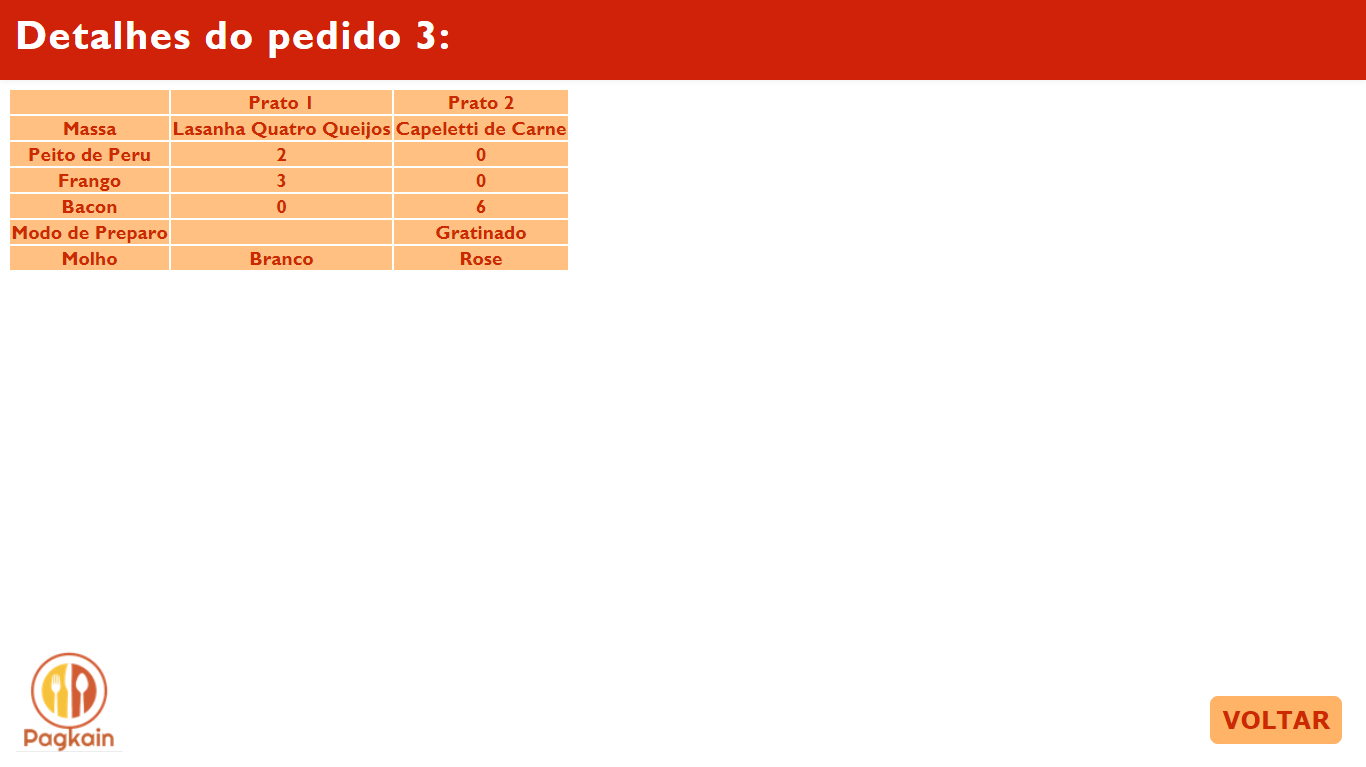 Detalhes do pedido 3:
Prato 1 Prato 2
Massa Lasanha Quatro Queijos Capeletti de Carne
Peito de Peru 2 0
Frango 3 0
Bacon 0 6
Modo de Preparo Gratinado
Molho Branco Rose
Pagkain
VOLTAR